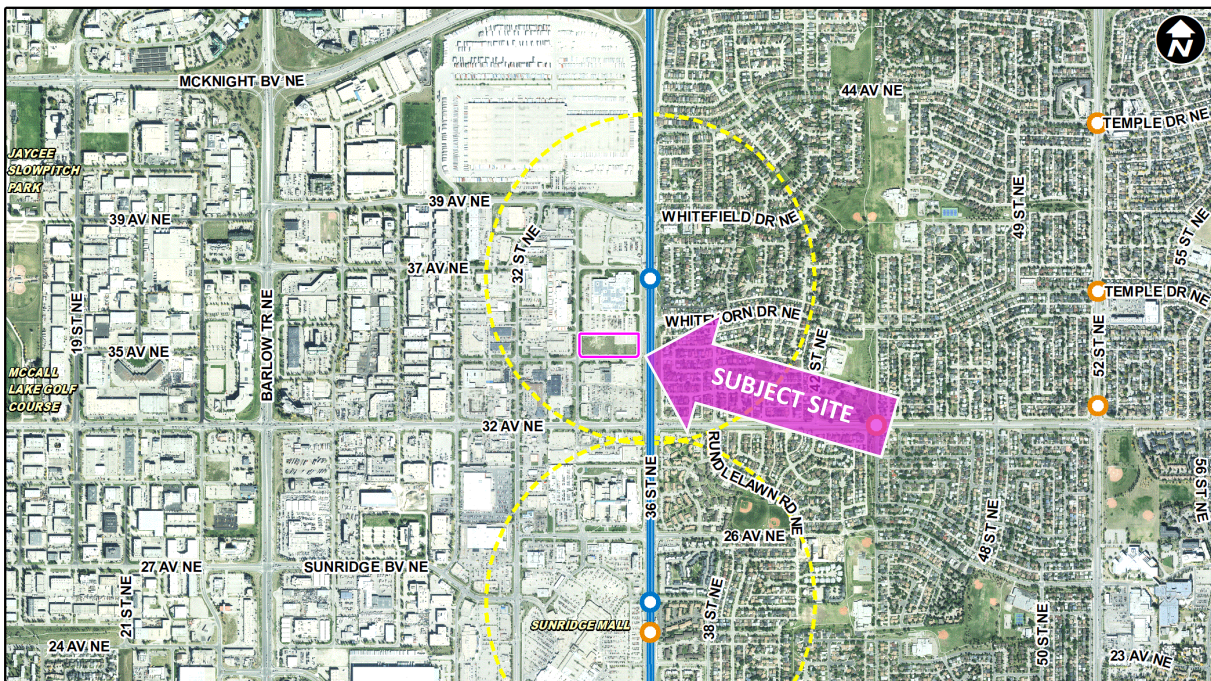 N
MCKNIGHT BV NE
44 AV NE
TEMPLE DR NE
JAYCEE
SLOWPITCH
PARK
39 AV NE
39 AV NE
WHITEFIELD DR NE
49 ST NE
32 ST NE
55 ST NE
37 AV NE
TEMPLE DR NE
19 ST NE
BARLOW TR NE
WHITEHORN DR NE
35 AV NE
42 ST NE
52 ST NE
SUBJECT SITE
MCCALL
LAKE GOLF
COURSE
32 AV NE
RUNDLELAWN RD NE
36 ST NE
56 ST NE
48 ST NE
26 AV NE
27 AV NE
SUNRIDGE BV NE
21 ST NE
38 ST NE
SUNRIDGE MALL
50 ST NE
24 AV NE
23 AV NE